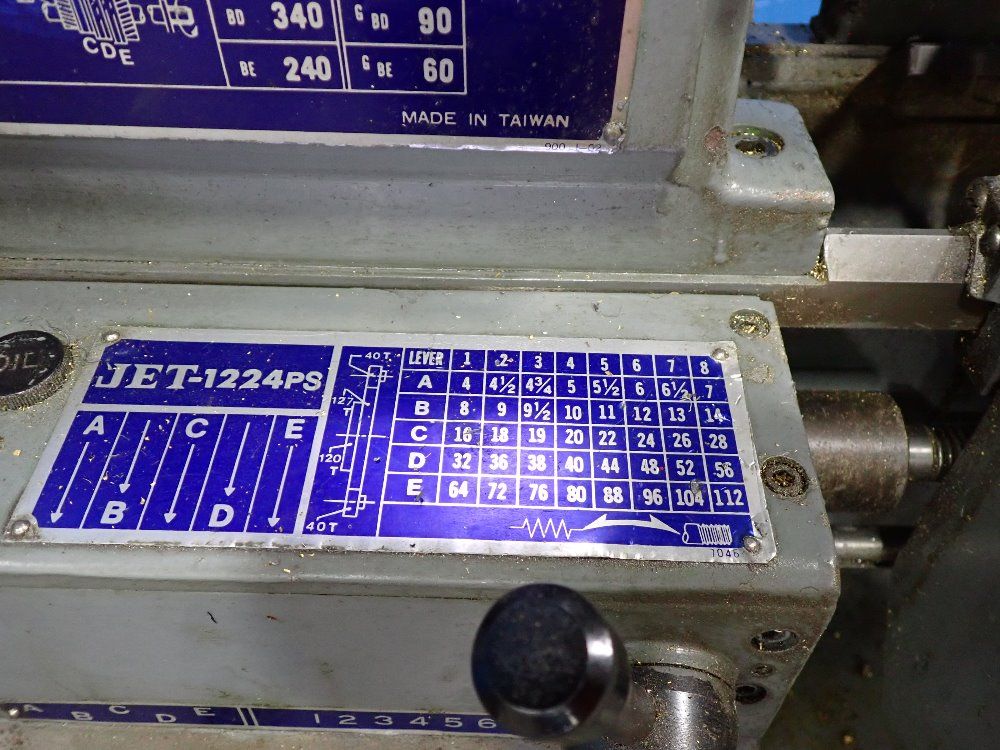 BD 340 G BD 90
CDE
BE 240 G BE 60
MADE IN TAIWAN
OIL
JET-1224PS
A C E
B D
40T
127
T
120
T
40T
LEVER 1 2 3 4 5 6 7 8
A 4 4½ 4¾ 5 5½ 6 6½ 7
B 8 9 9½ 10 11 12 13 14
C 16 18 19 20 22 24 26 28
D 32 36 38 40 44 48 52 56
E 64 72 76 80 88 96 104 112
7046
A B C D E 1 2 3 4 5 6